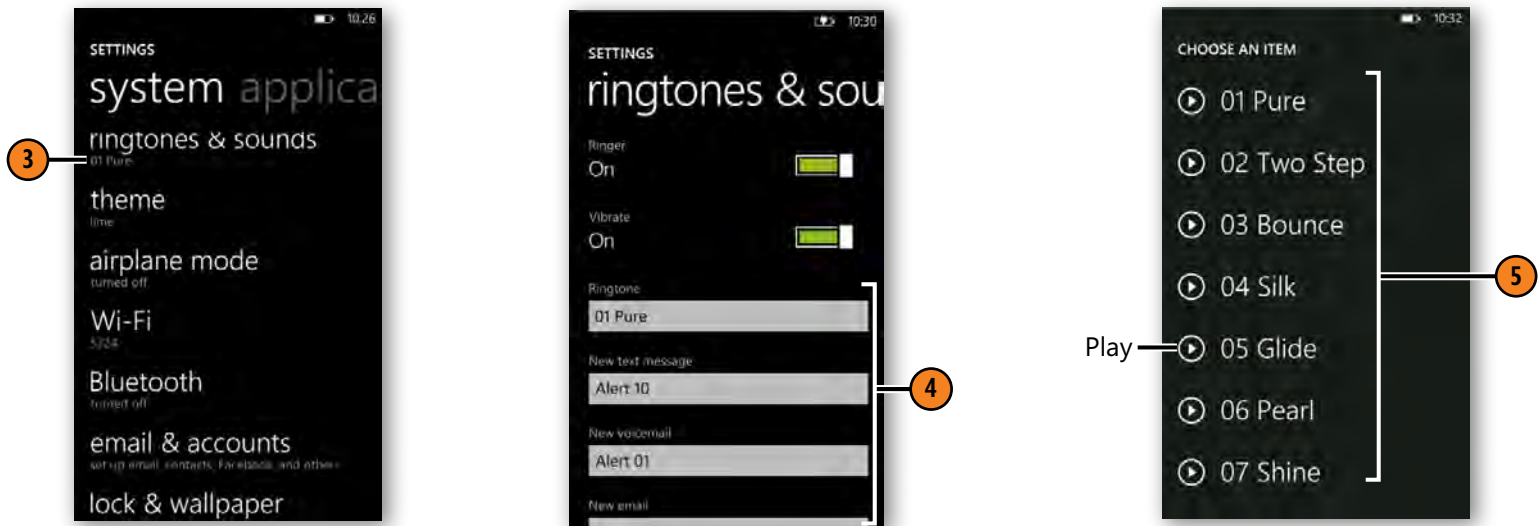 10:26
SETTINGS
system applica
ringtones & sounds
01 Pure
theme
lime
airplane mode
turned off
Wi-Fi
5324
Bluetooth
turned off
email & accounts
set up email, contacts, Facebook, and others
lock & wallpaper
3
10:30
SETTINGS
ringtones & sou
Ringer
On
Vibrate
On
Ringtone
01 Pure
New text message
Alert 10
New voicemail
Alert 01
New email
4
10:32
CHOOSE AN ITEM
01 Pure
02 Two Step
03 Bounce
04 Silk
05 Glide
06 Pearl
07 Shine
Play
5